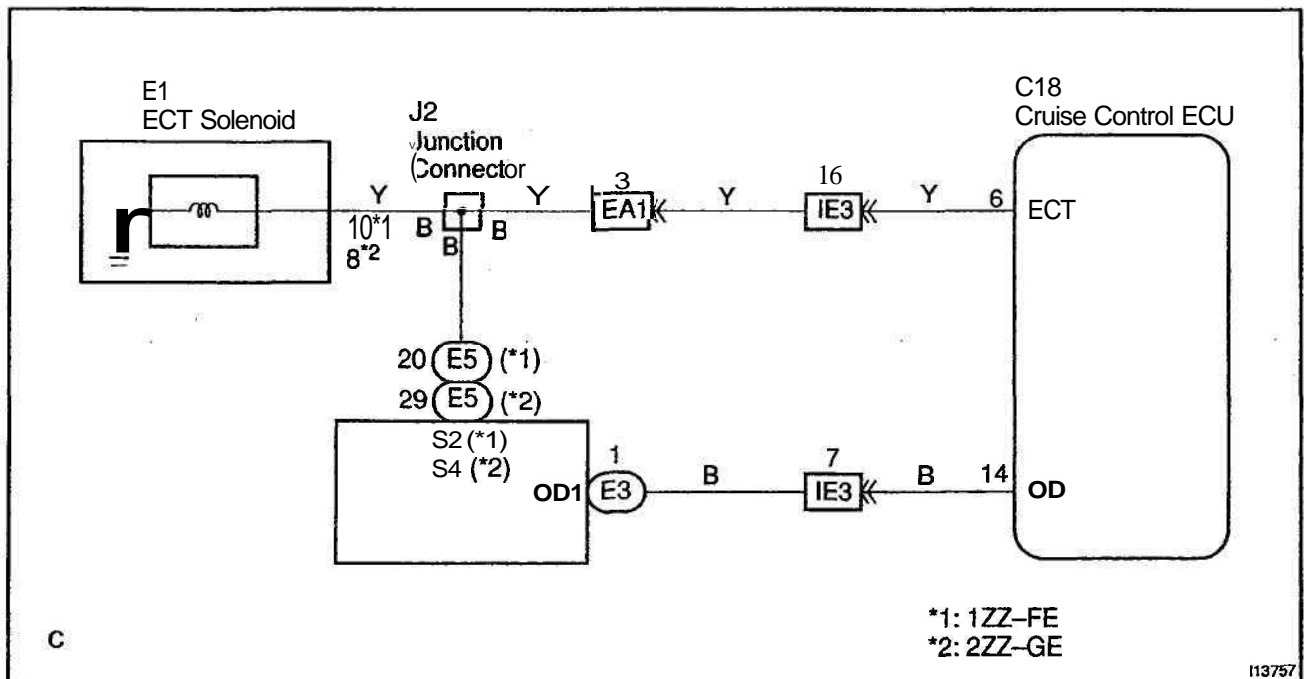 E1
ECT Solenoid
J2
Junction
Connector
C18
Cruise Control ECU
Y
10*1
8*2
B
B
B
Y
3
EA1
Y
16
IE3
Y
6
ECT
20 E5 (*1)
29 E5 (*2)
S2 (*1)
S4 (*2)
OD1
1
E3
B
7
IE3
B
14
OD
*1: 1ZZ-FE
*2: 2ZZ-GE
C
I13757